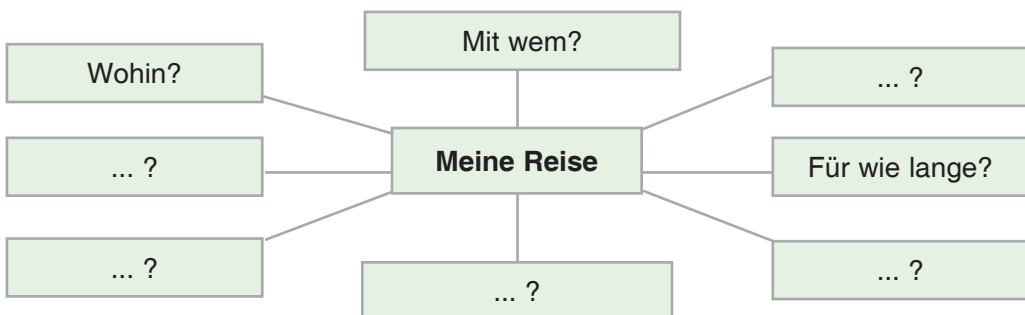 Mit wem?
Wohin?
... ?
Meine Reise
... ?
Für wie lange?
... ?
... ?
... ?